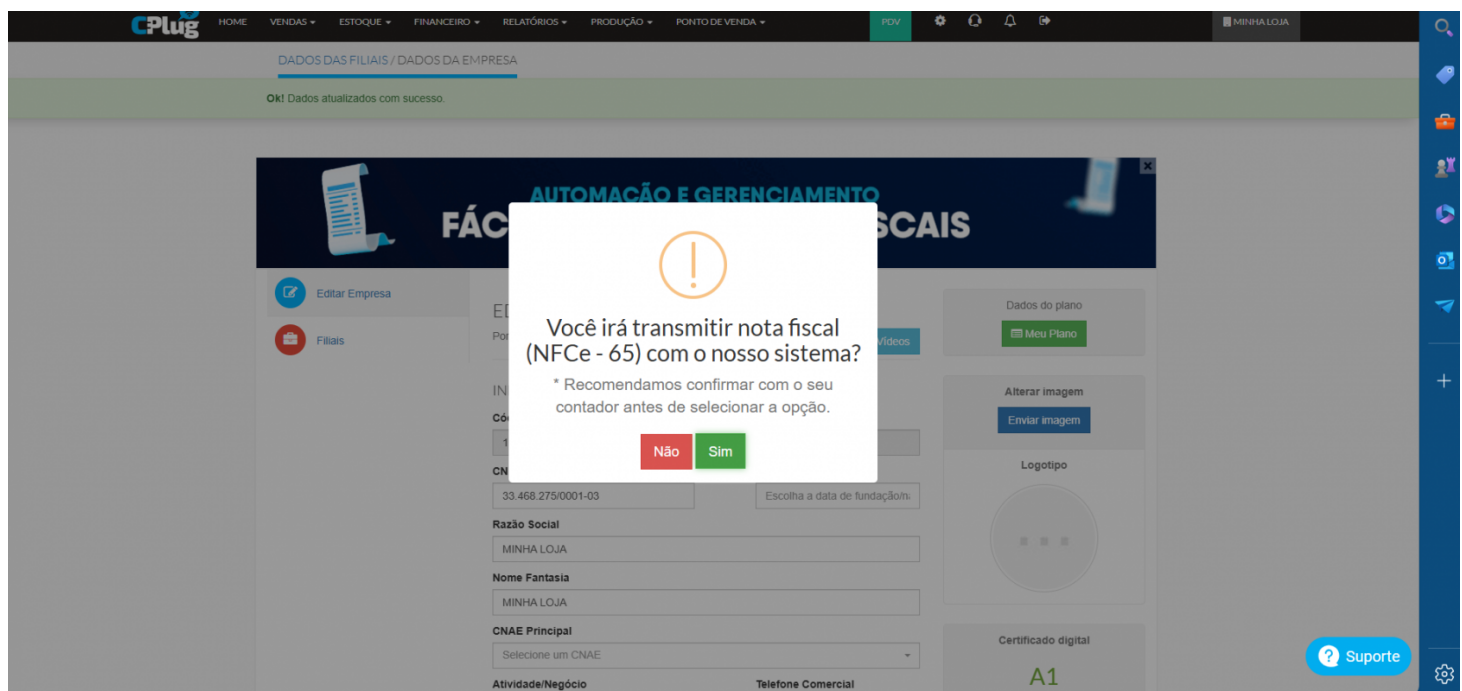 CPlug HOME VENDAS ESTOQUE FINANCEIRO RELATÓRIOS PRODUÇÃO PONTO DE VENDA PDV MINHA LOJA
DADOS DAS FILIAIS / DADOS DA EMPRESA
Ok! Dados atualizados com sucesso.
AUTOMAÇÃO E GERENCIAMENTO
FÁC SCAIS
Editar Empresa
Filiais
Você irá transmitir nota fiscal
(NFCe - 65) com o nosso sistema?
* Recomendamos confirmar com o seu
contador antes de selecionar a opção.
Não Sim
Vídeos
33.468.275/0001-03 Escolha a data de fundação/n
Razão Social
MINHA LOJA
Nome Fantasia
MINHA LOJA
CNAE Principal
Selecione um CNAE
Atividade/Negócio Telefone Comercial
Dados do plano
Meu Plano
Alterar imagem
Enviar imagem
Logotipo
Certificado digital
A1
Suporte